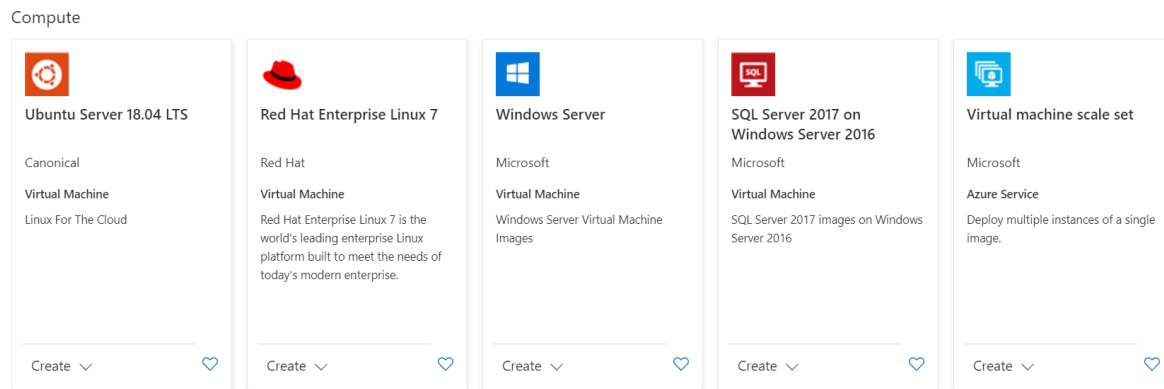 Compute
SQL
Ubuntu Server 18.04 LTS
Canonical
Virtual Machine
Linux For The Cloud
Create
Red Hat Enterprise Linux 7
Red Hat
Virtual Machine
Red Hat Enterprise Linux 7 is the
world's leading enterprise Linux
platform built to meet the needs of
today's modern enterprise.
Create
Windows Server
Microsoft
Virtual Machine
Windows Server Virtual Machine
Images
Create
SQL Server 2017 on
Windows Server 2016
Microsoft
Virtual Machine
SQL Server 2017 images on Windows
Server 2016
Create
Virtual machine scale set
Microsoft
Azure Service
Deploy multiple instances of a single
image.
Create